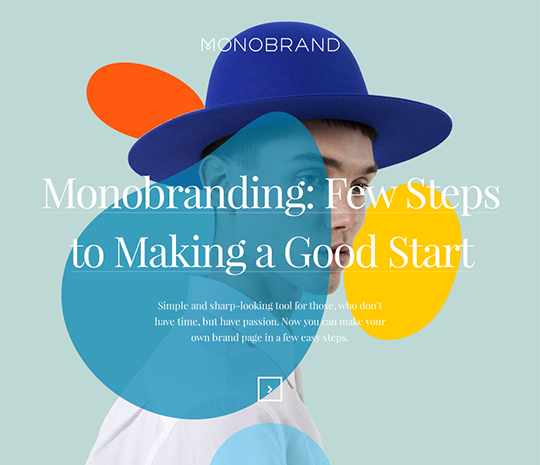 MONOBRAND
Monobranding: Few Steps
to Making a Good Start
Simple and sharp-looking tool for those, who don't
have time, but have passion. Now you can make your
own brand page in a few easy steps.